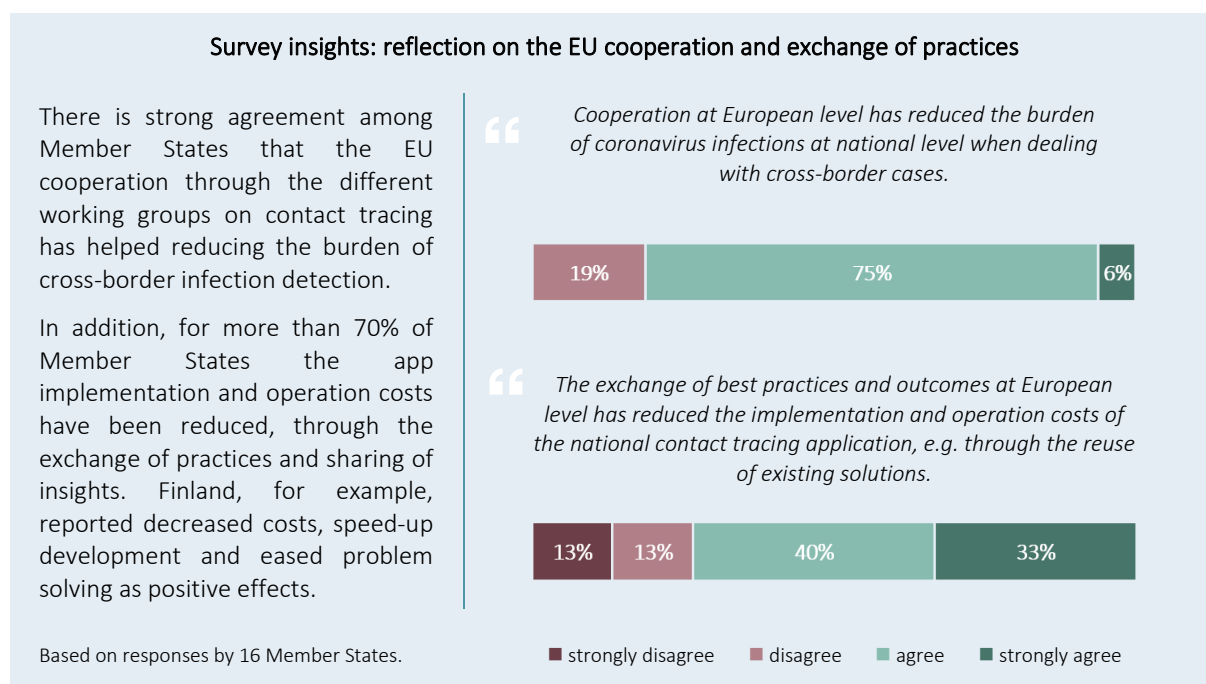 Survey insights: reflection on the EU cooperation and exchange of practices
There is strong agreement among
Member States that the EU
cooperation through the different
working groups on contact tracing
has helped reducing the burden of
cross-border infection detection.
In addition, for more than 70% of
Member States the app
implementation and operation costs
have been reduced, through the
exchange of practices and sharing of
insights. Finland, for example,
reported decreased costs, speed-up
development and eased problem
solving as positive effects.
Based on responses by 16 Member States.
“
Cooperation at European level has reduced the burden
of coronavirus infections at national level when dealing
with cross-border cases.
19% 75% 6%
“
The exchange of best practices and outcomes at European
level has reduced the implementation and operation costs of
the national contact tracing application, e.g. through the reuse
of existing solutions.
13% 13% 40% 33%
strongly disagree disagree agree strongly agree